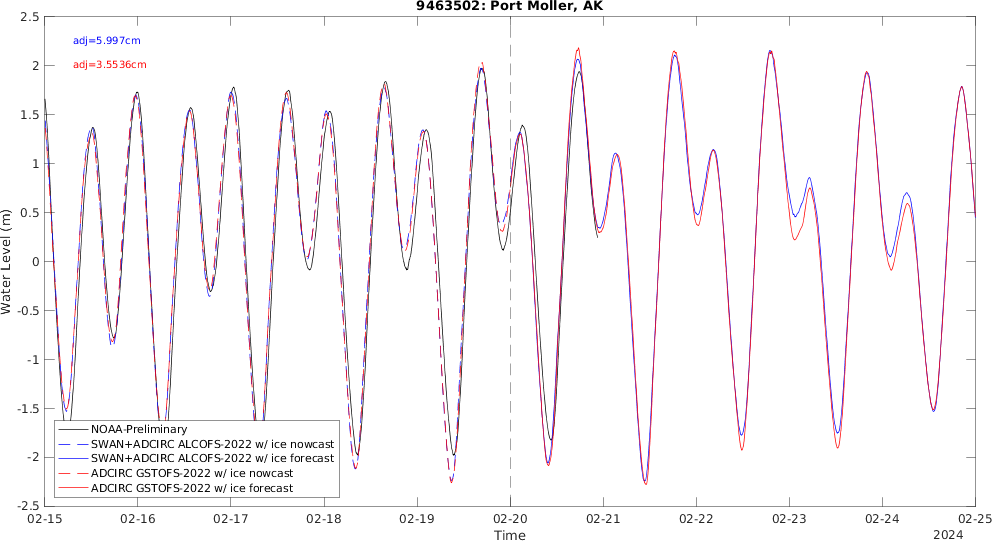 9463502: Port Moller, AK
adj=5.997cm
adj=3.5536cm
Water Level (m)
2.5
2
1.5
1
0.5
0
-0.5
-1
-1.5
-2
-2.5
NOAA-Preliminary
SWAN+ADCIRC ALCOFS-2022 w/ ice nowcast
SWAN+ADCIRC ALCOFS-2022 w/ ice forecast
ADCIRC GSTOFS-2022 w/ ice nowcast
ADCIRC GSTOFS-2022 w/ ice forecast
02-15 02-16 02-17 02-18 02-19 02-20 02-21 02-22 02-23 02-24 02-25
Time
2024